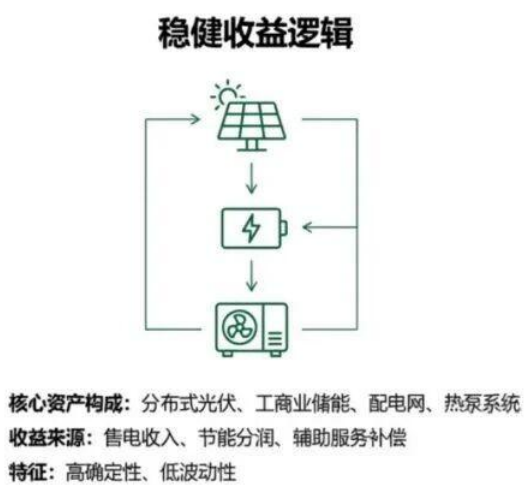 稳健收益逻辑
核心资产构成：分布式光伏、工商业储能、配电网、热泵系统
收益来源：售电收入、节能分润、辅助服务补偿
特征：高确定性、低波动性